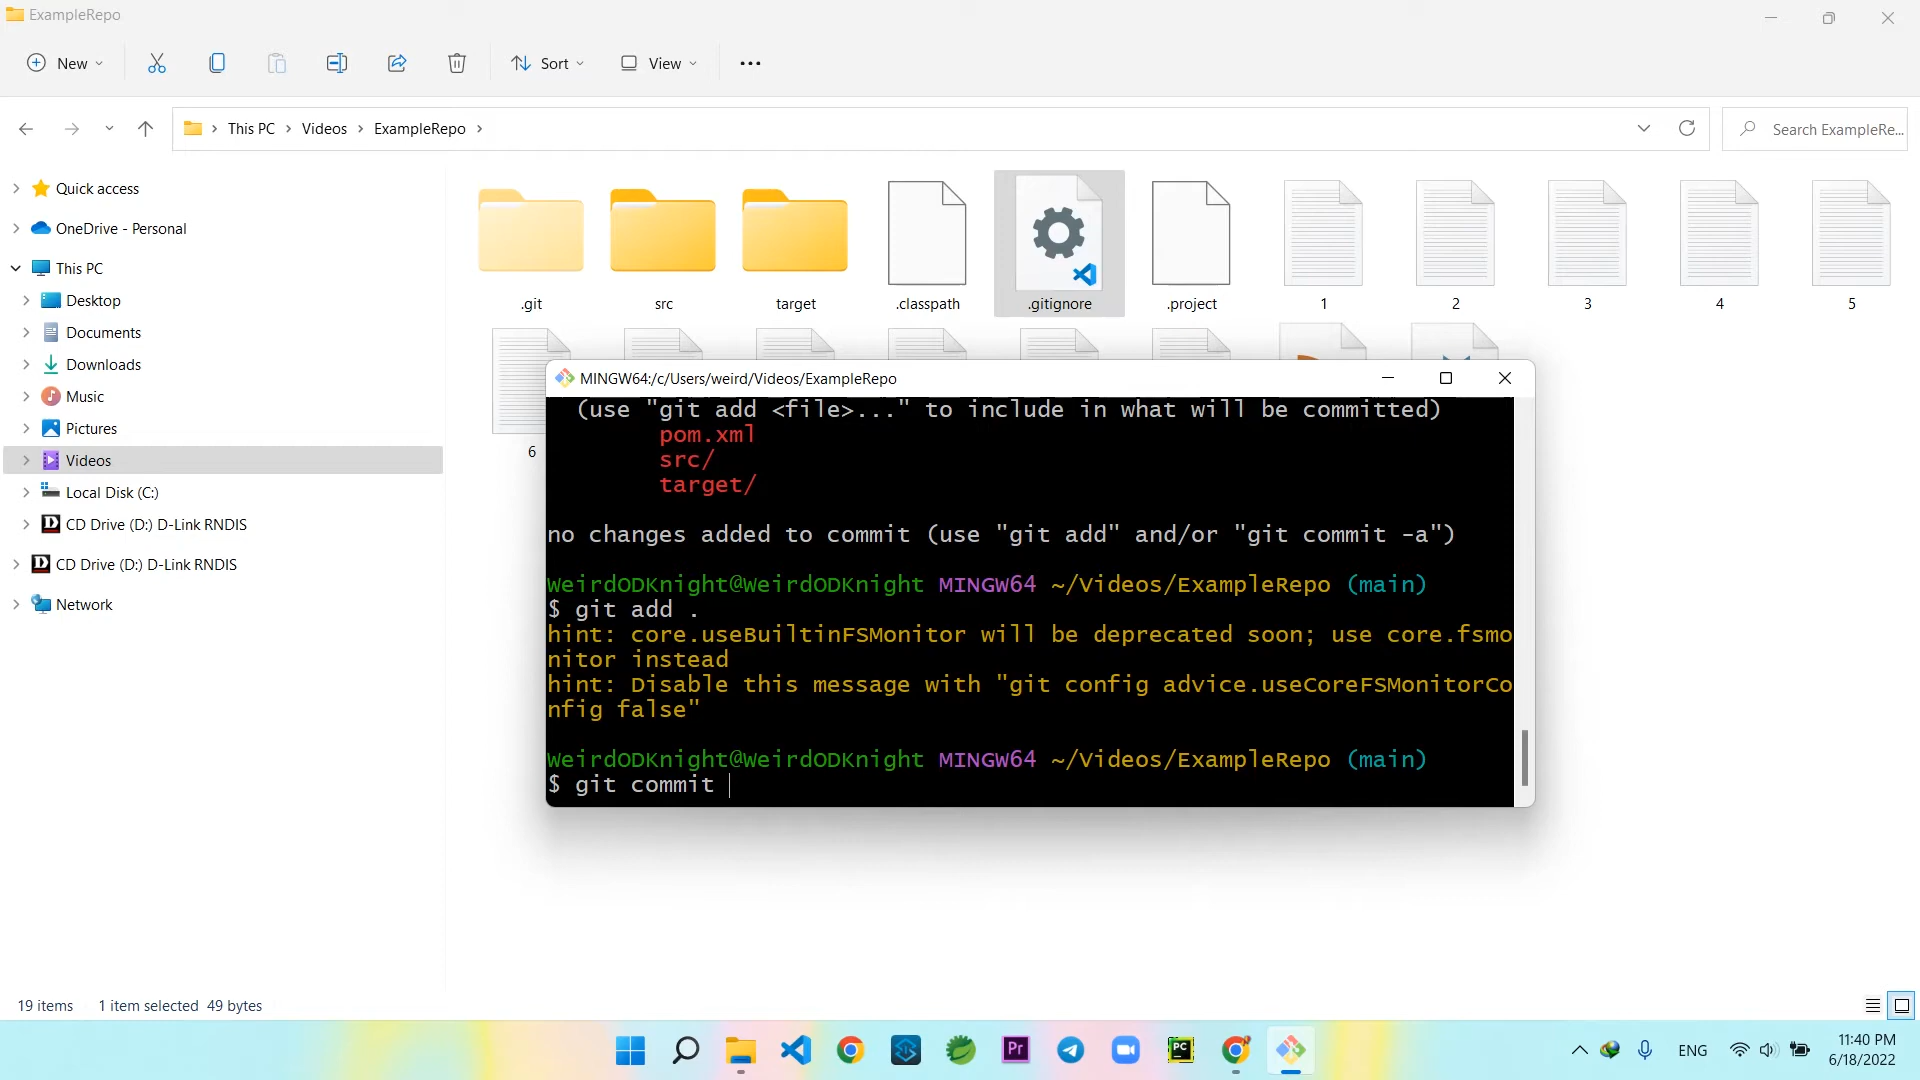 ExampleRepo
New
Sort
View
This PC
Videos
ExampleRepo
Search ExampleRe...
Quick access
OneDrive - Personal
This PC
Desktop
Documents
Downloads
Music
Pictures
Videos
Local Disk (C:)
CD Drive (D:) D-Link RNDIS
CD Drive (D:) D-Link RNDIS
Network
.git
src
target
.classpath
.gitignore
.project
1
2
3
4
5
6
MINGW64:/c/Users/weird/Videos/ExampleRepo
(use "git add <file>..." to include in what will be committed)
pom.xml
src/
target/
no changes added to commit (use "git add" and/or "git commit -a")
WeirdODKnight@WeirdODKnight MINGW64 ~/Videos/ExampleRepo (main)
$ git add .
hint: core.useBuiltinFSMonitor will be deprecated soon; use core.fsmo
nitor instead
hint: Disable this message with "git config advice.useCoreFSMonitorCo
nfig false"
WeirdODKnight@WeirdODKnight MINGW64 ~/Videos/ExampleRepo (main)
$ git commit
19 items 1 item selected 49 bytes
Pr
PC
ENG
11:40 PM
6/18/2022